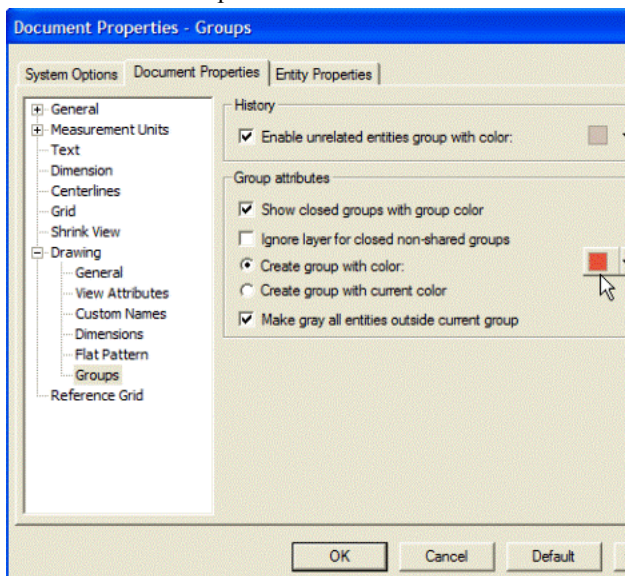 Document Properties - Groups
System Options Document Properties Entity Properties
General
Measurement Units
Text
Dimension
Centerlines
Grid
Shrink View
Drawing
General
View Attributes
Custom Names
Dimensions
Flat Pattern
Groups
Reference Grid
History
Enable unrelated entities group with color:
Group attributes
Show closed groups with group color
Ignore layer for closed non-shared groups
Create group with color:
Create group with current color
Make gray all entities outside current group
OK Cancel Default